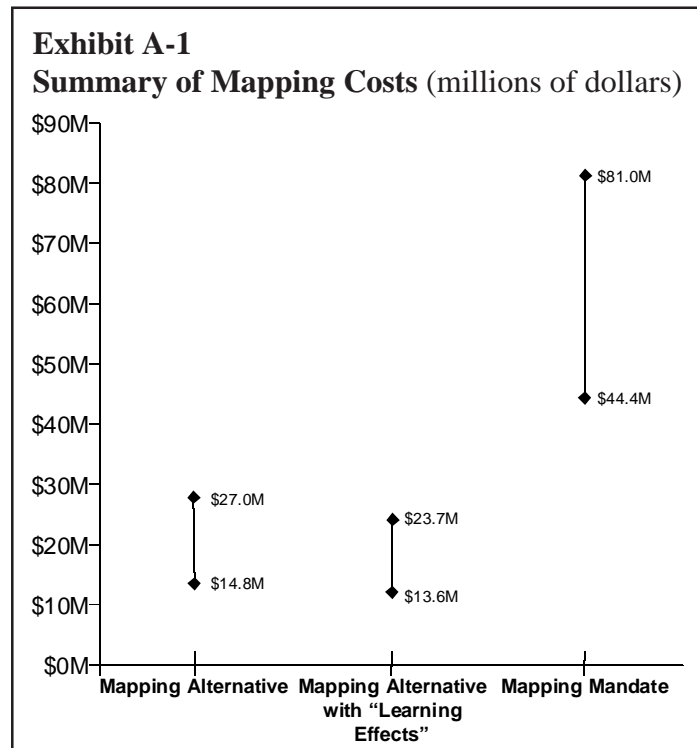 Exhibit A-1
Summary of Mapping Costs (millions of dollars)
$90M
$80M
$81.0M
$70M
$60M
$50M
$44.4M
$40M
$30M
$27.0M
$23.7M
$20M
$14.8M
$13.6M
$10M
$0M
Mapping Alternative
Mapping Alternative
with “Learning
Effects”
Mapping Mandate